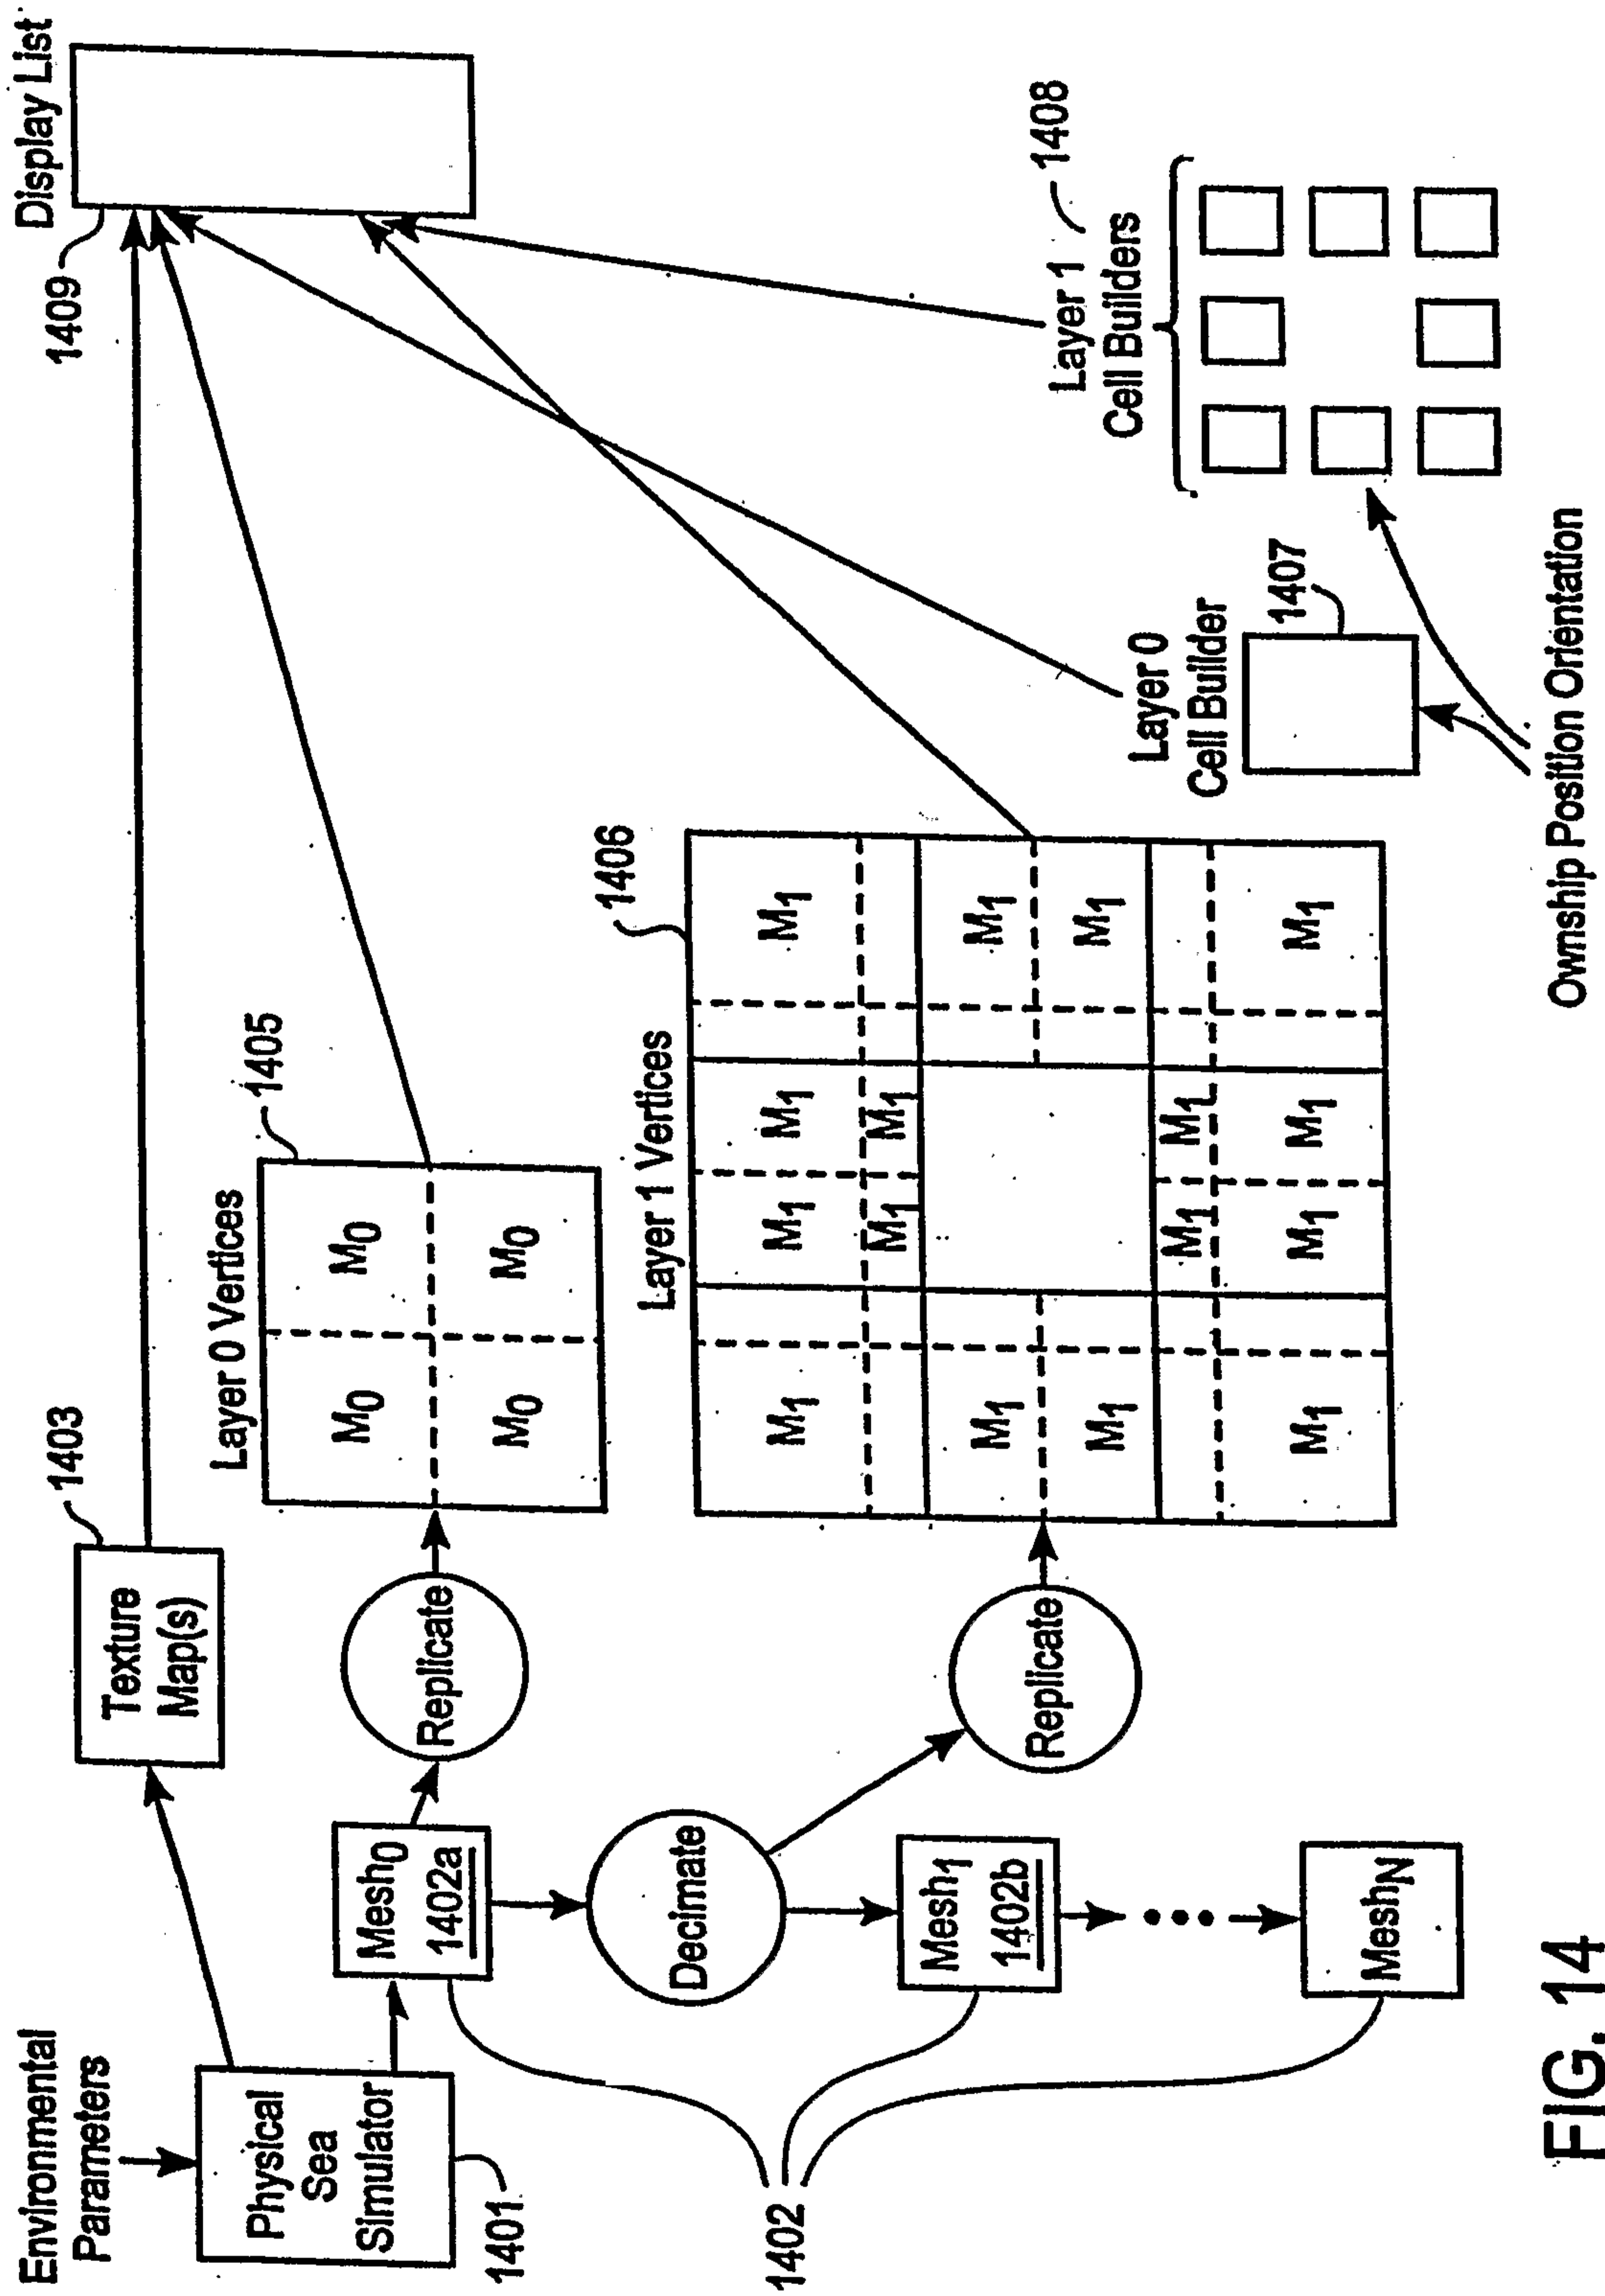 Environmental
Parameters
Physical
Sea
Simulator
1401
Texture
Map(s)
1403
Mesh0
1402a
Replicate
Layer 0 Vertices
1405
M0 M0
M0 M0
Decimate
Mesh1
1402b
MeshN
1402
Replicate
Layer 1 Vertices
1406
M1 M1 M1 M1
M1 M1
M1 M1
M1 M1
M1 M1
M1 M1 M1 M1
Layer 0
Cell Builder
1407
Layer 1
Cell Builders
1408
Ownship Position Orientation
Display List
1409
FIG. 14